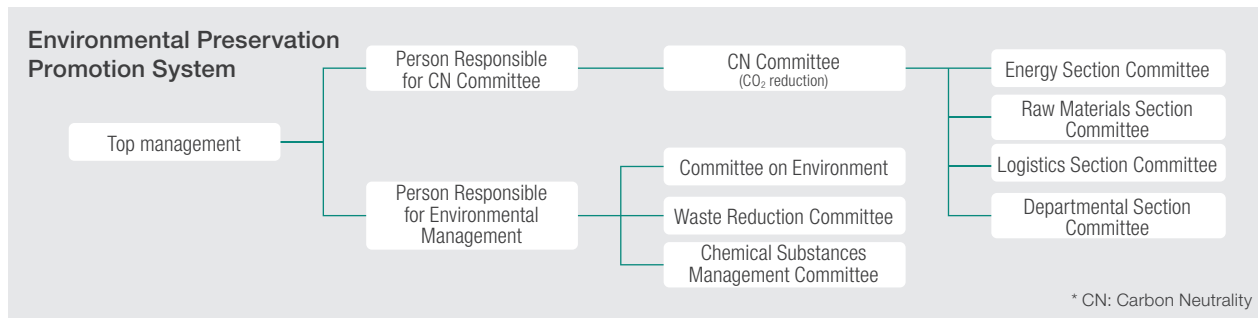 Environmental Preservation
Promotion System
Top management
Person Responsible
for CN Committee
CN Committee
(CO₂ reduction)
Energy Section Committee
Raw Materials Section
Committee
Logistics Section Committee
Departmental Section
Committee
Person Responsible
for Environmental
Management
Committee on Environment
Waste Reduction Committee
Chemical Substances
Management Committee
* CN: Carbon Neutrality